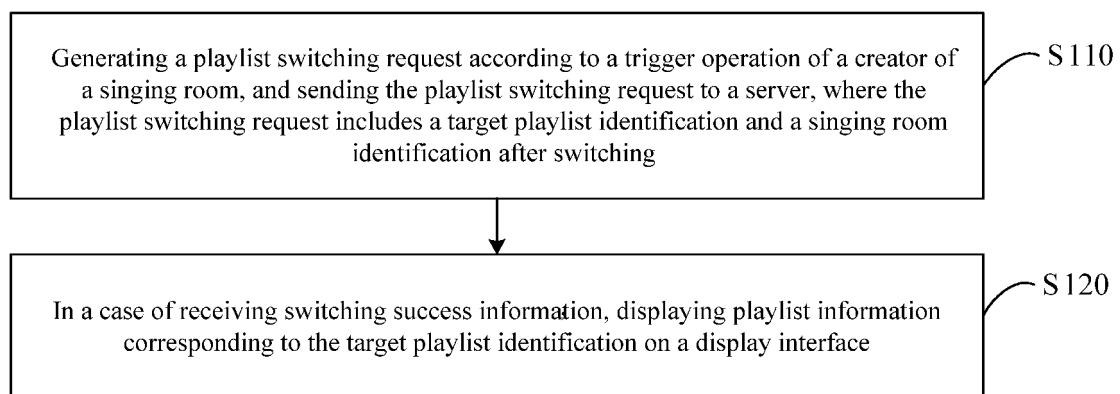 Generating a playlist switching request according to a trigger operation of a creator of
a singing room, and sending the playlist switching request to a server, where the
playlist switching request includes a target playlist identification and a singing room
identification after switching
S110
In a case of receiving switching success information, displaying playlist information
corresponding to the target playlist identification on a display interface
S120